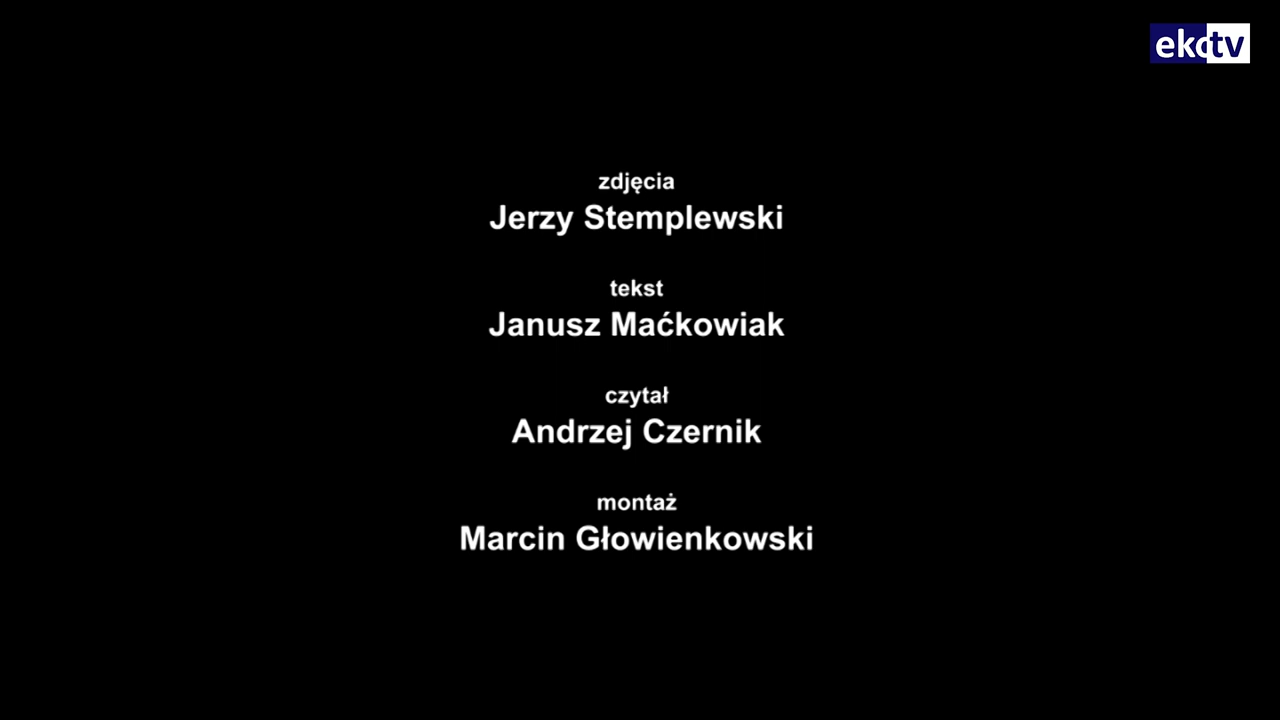 ekotv
zdjęcia
Jerzy Stemplewski
tekst
Janusz Maćkowiak
czytał
Andrzej Czernik
montaż
Marcin Głowienkowski